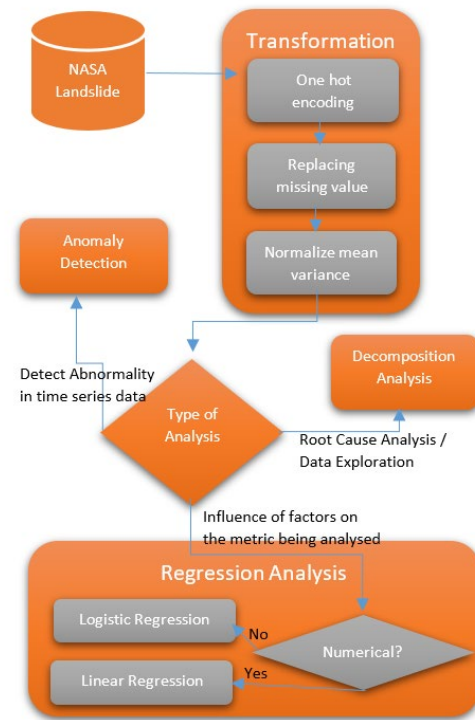 NASA
Landslide
Transformation
One hot
encoding
Replacing
missing value
Normalize mean
variance
Anomaly
Detection
Detect Abnormality
in time series data
Type of
Analysis
Decomposition
Analysis
Root Cause Analysis /
Data Exploration
Influence of factors on
the metric being analysed
Regression Analysis
Logistic Regression
No
Numerical?
Linear Regression
Yes